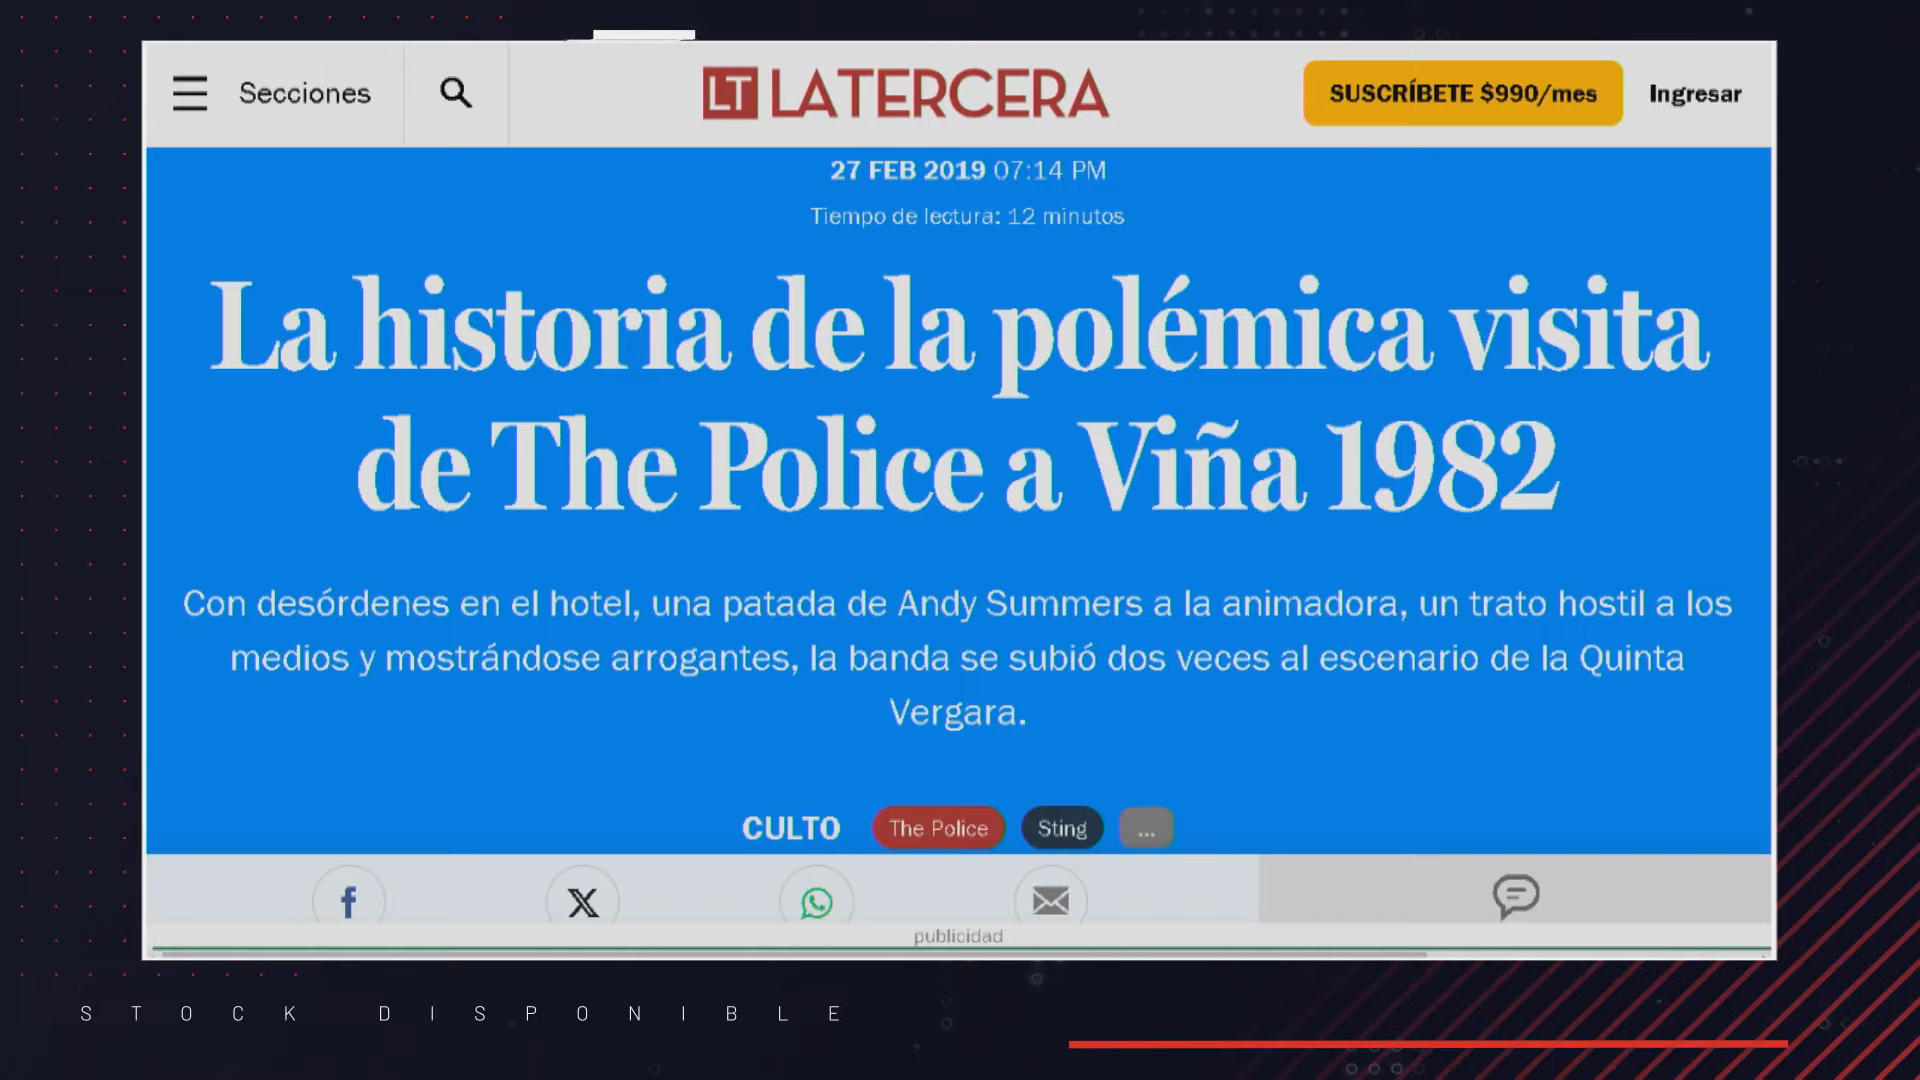 Secciones
LT LATERCERA
SUSCRÍBETE $990/mes
Ingresar
27 FEB 2019 07:14 PM
Tiempo de lectura: 12 minutos
La historia de la polémica visita
de The Police a Viña 1982
Con desórdenes en el hotel, una patada de Andy Summers a la animadora, un trato hostil a los
medios y mostrándose arrogantes, la banda se subió dos veces al escenario de la Quinta
Vergara.
CULTO The Police Sting ...
publicidad
STOCK DISPONIBLE